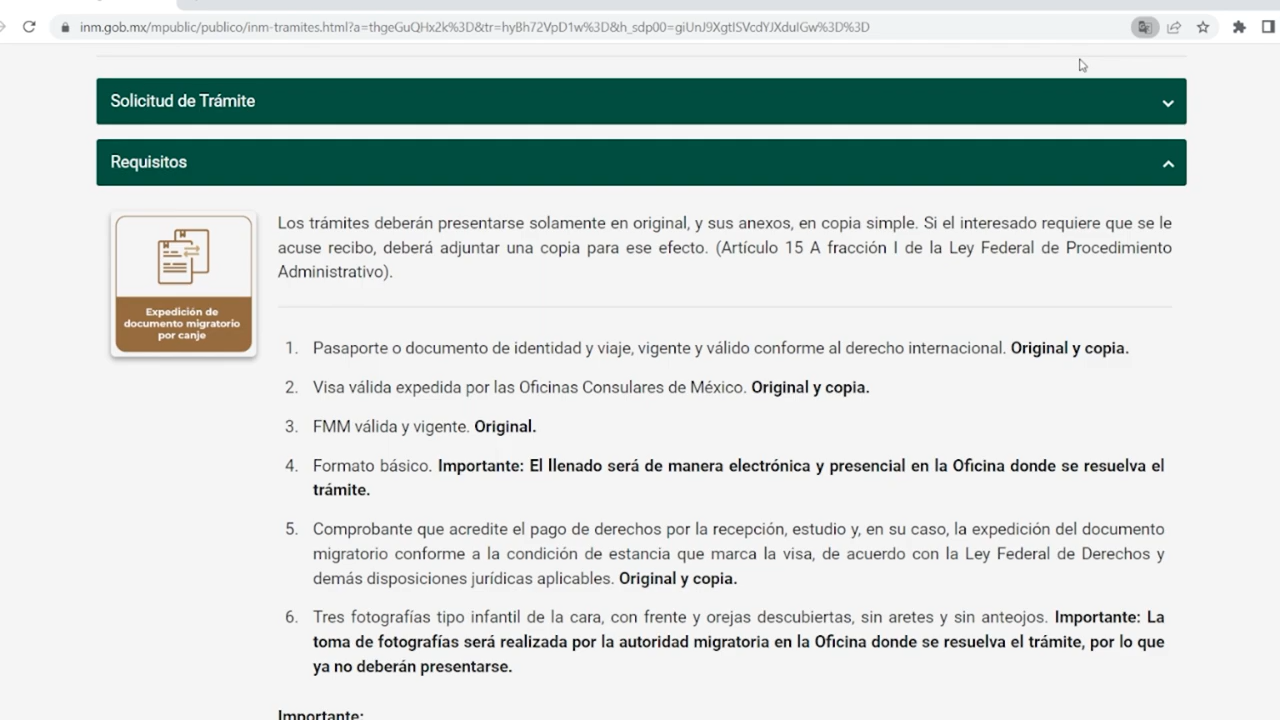 inm.gob.mx/mpublico/publico/inm-tramites.html?a=thgeGuQHx2k%3D&tr=hyBh72VpD1w%3D&h_sdp00=giUnJ9XgtISVcdYJXduIGw%3D%3D
Solicitud de Trámite
Requisitos
Expedición de
documento migratorio
por canje
Los trámites deberán presentarse solamente en original, y sus anexos, en copia simple. Si el interesado requiere que se le
acuse recibo, deberá adjuntar una copia para ese efecto. (Artículo 15 A fracción I de la Ley Federal de Procedimiento
Administrativo).
1. Pasaporte o documento de identidad y viaje, vigente y válido conforme al derecho internacional. Original y copia.
2. Visa válida expedida por las Oficinas Consulares de México. Original y copia.
3. FMM válida y vigente. Original.
4. Formato básico. Importante: El llenado será de manera electrónica y presencial en la Oficina donde se resuelva el
trámite.
5. Comprobante que acredite el pago de derechos por la recepción, estudio y, en su caso, la expedición del documento
migratorio conforme a la condición de estancia que marca la visa, de acuerdo con la Ley Federal de Derechos y
demás disposiciones jurídicas aplicables. Original y copia.
6. Tres fotografías tipo infantil de la cara, con frente y orejas descubiertas, sin aretes y sin anteojos. Importante: La
toma de fotografías será realizada por la autoridad migratoria en la Oficina donde se resuelva el trámite, por lo que
ya no deberán presentarse.
Importante: